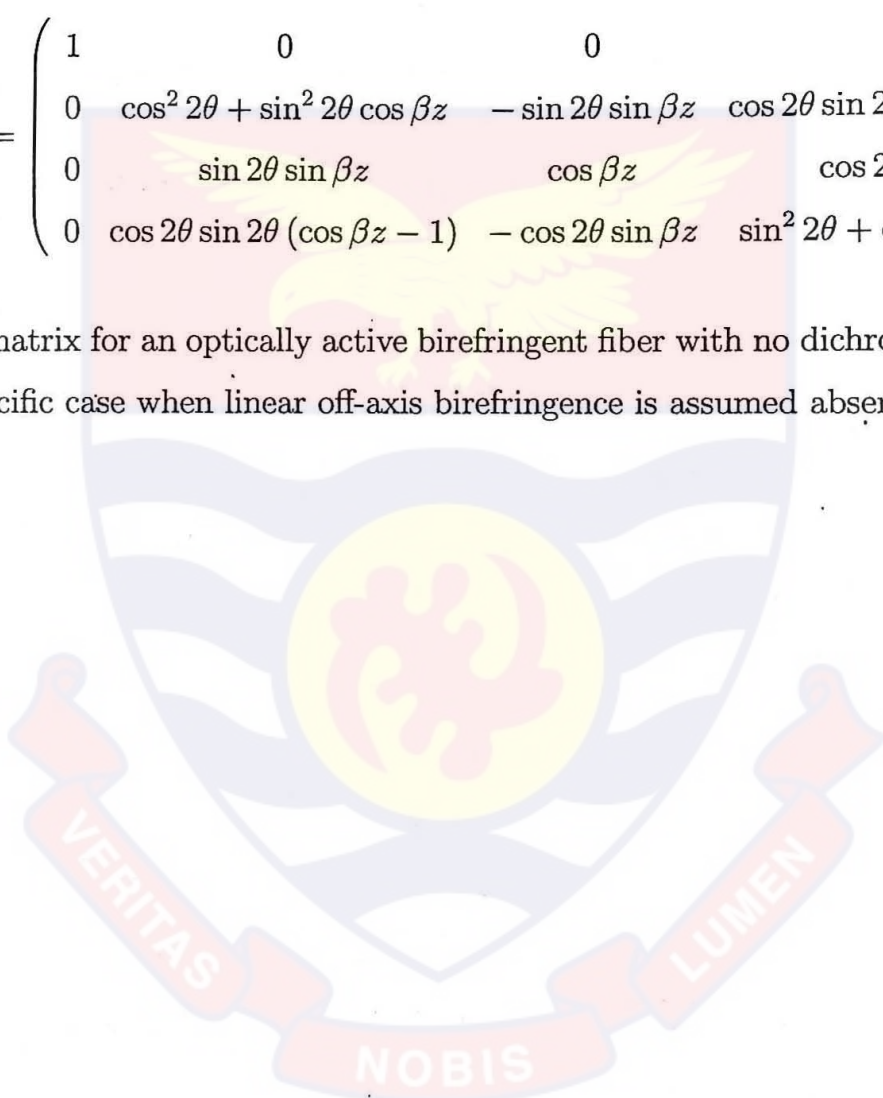 1 0 0
0 cos² 2θ + sin² 2θ cos βz − sin 2θ sin βz cos 2θ sin 2
= 0 sin 2θ sin βz cos βz cos 2
0 cos 2θ sin 2θ (cos βz − 1) − cos 2θ sin βz sin² 2θ +
natrix for an optically active birefringent fiber with no dichro
cific case when linear off-axis birefringence is assumed abse
VERITAS
NOBIS
LUMEN